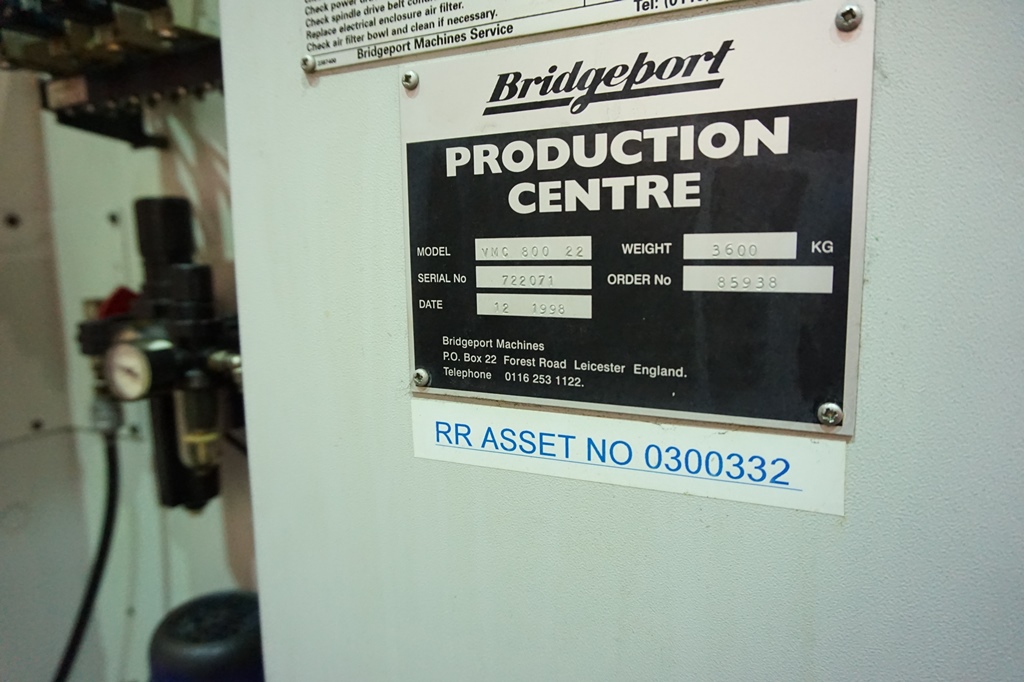 Check spindle drive belt
Replace electrical enclosure air filter.
Check air filter bowl and clean if necessary.
Bridgeport Machines Service
Tel:
Bridgeport
PRODUCTION
CENTRE
MODEL VMC 800 22 WEIGHT 3600 KG
SERIAL No 722071 ORDER No 85938
DATE 12 1998
Bridgeport Machines
P.O. Box 22 Forest Road Leicester England.
Telephone 0116 253 1122.
RR ASSET NO 0300332